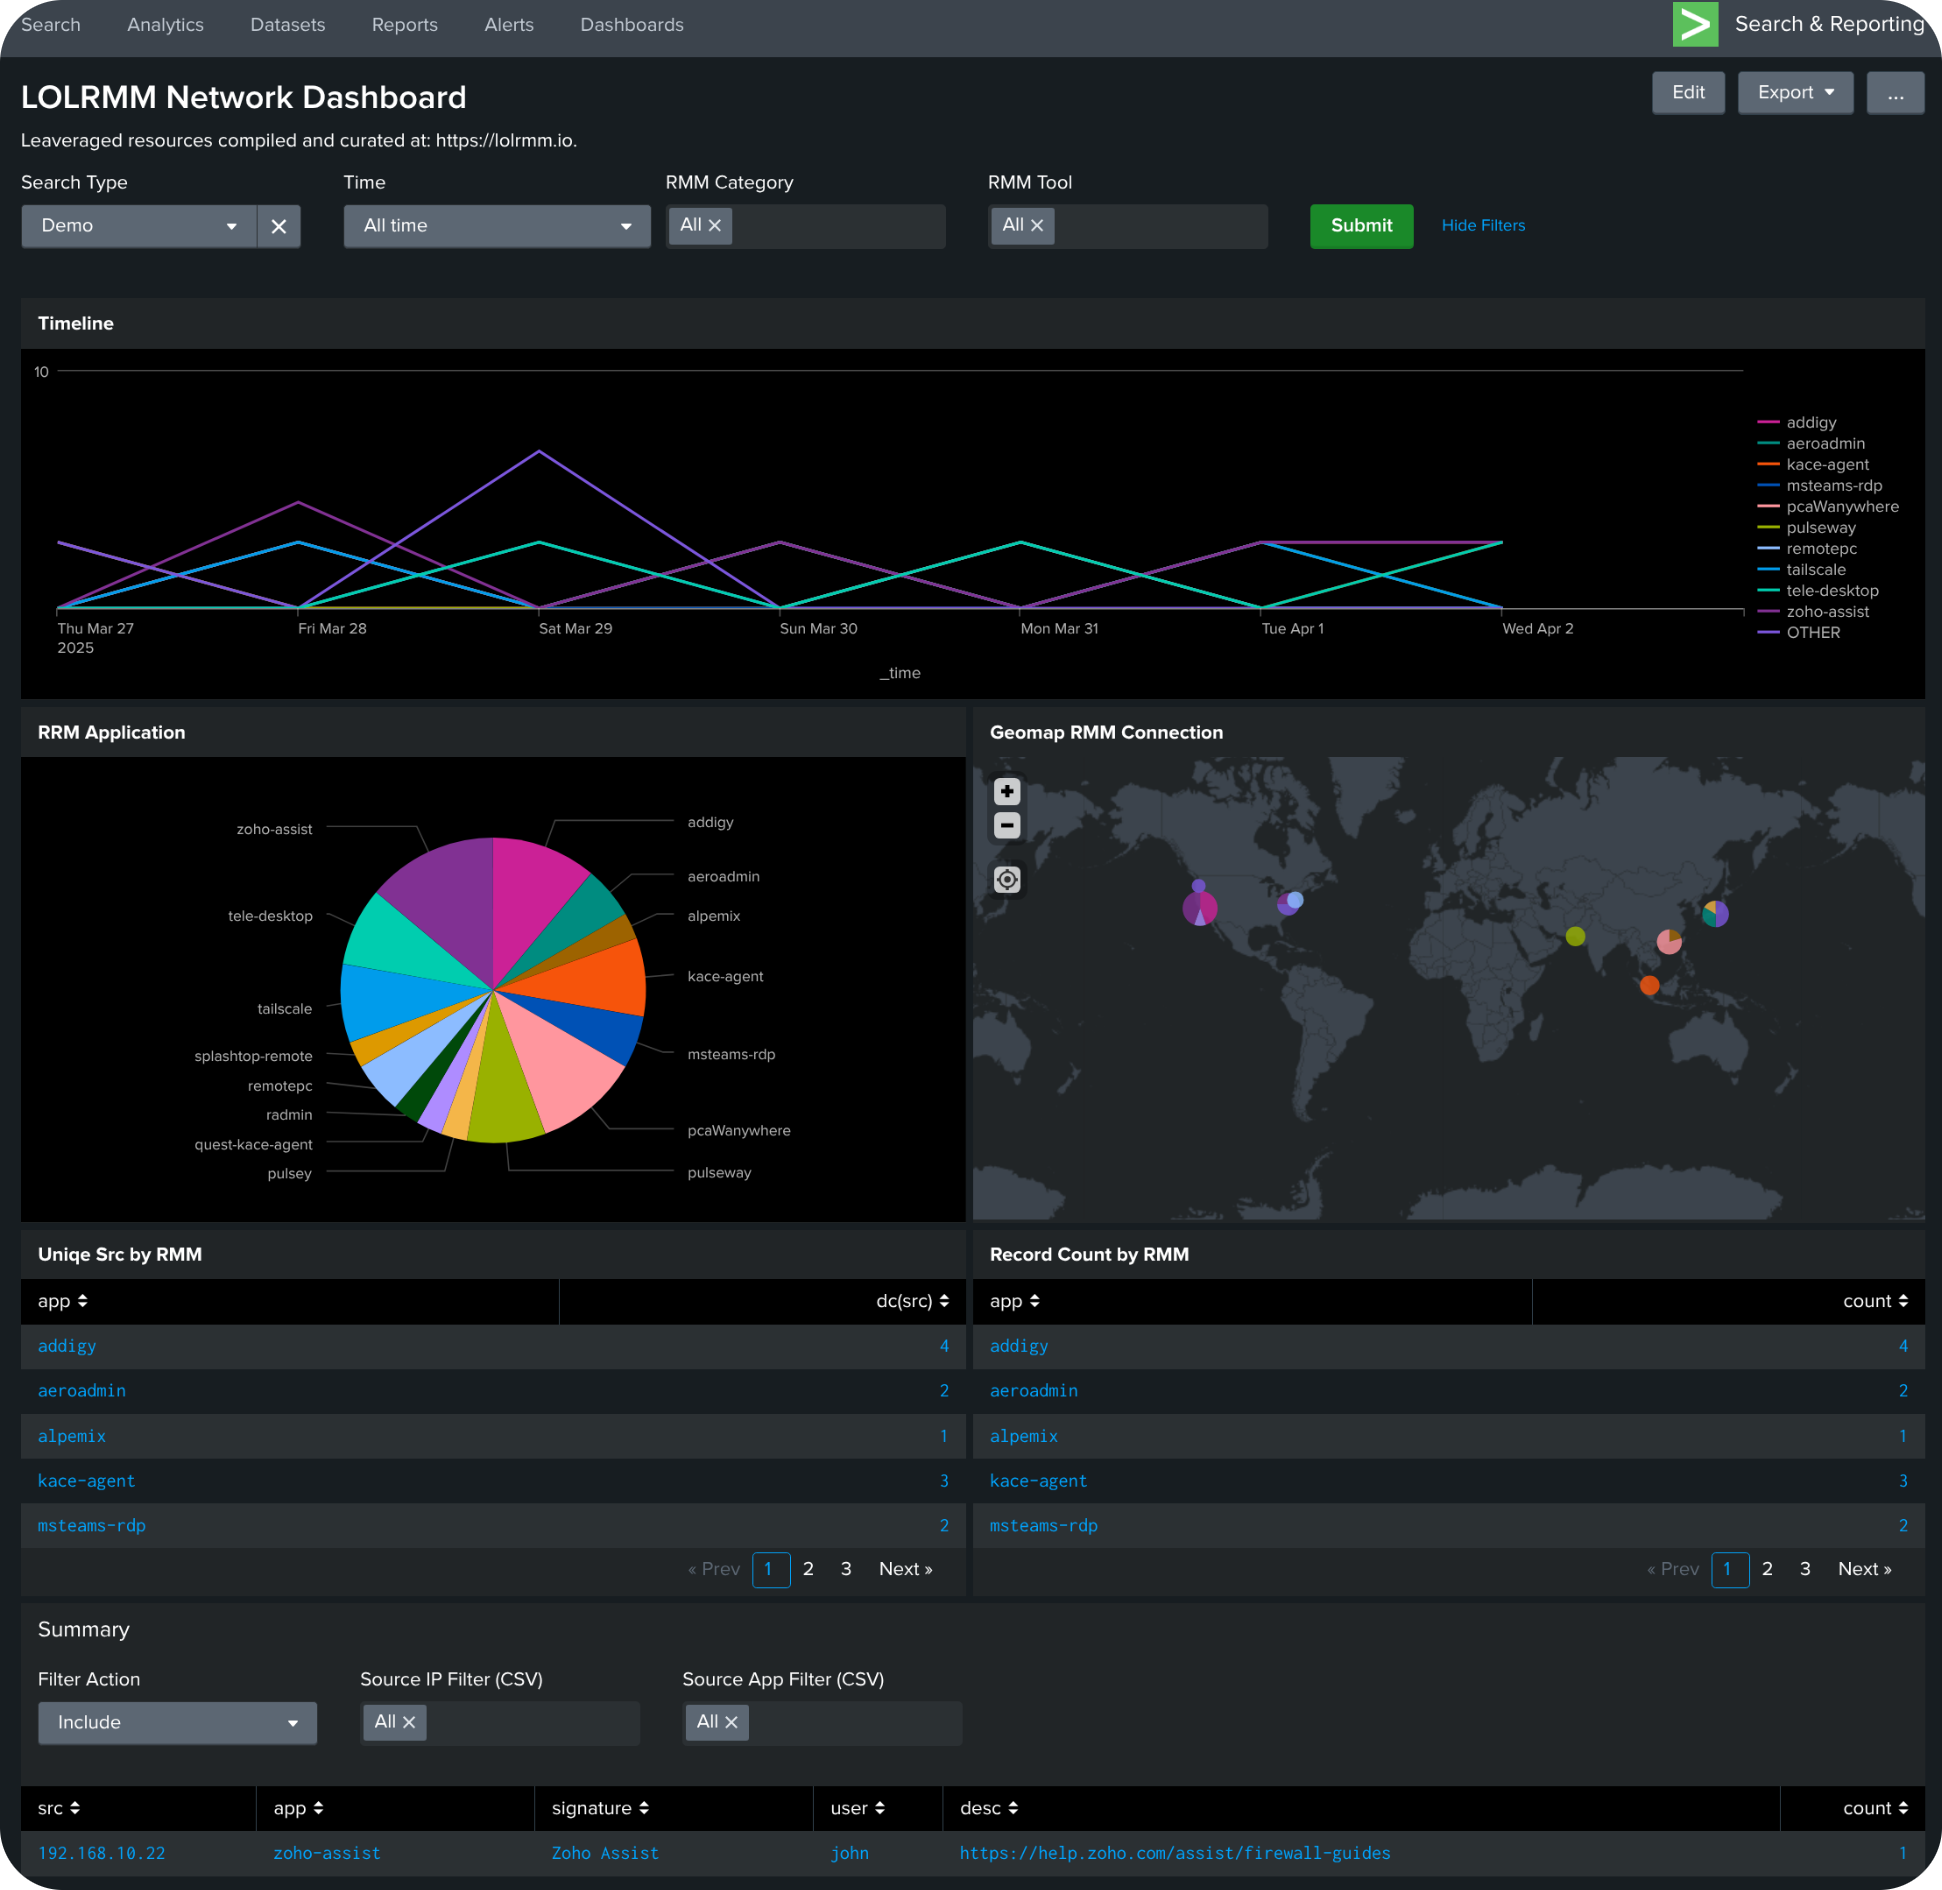 Search Analytics Datasets Reports Alerts Dashboards Search & Reporting
LOLRMM Network Dashboard
Edit Export ...
Leaveraged resources compiled and curated at: https://lolrmm.io.
Search Type Time RMM Category RMM Tool
Demo All time All All Submit Hide Filters
Timeline
10
addigy
aeroadmin
kace-agent
msteams-rdp
pcaWanywhere
pulseway
remotepc
tailscale
tele-desktop
zoho-assist
OTHER
Thu Mar 27 Fri Mar 28 Sat Mar 29 Sun Mar 30 Mon Mar 31 Tue Apr 1 Wed Apr 2
2025
_time
RRM Application
zoho-assist
tele-desktop
tailscale
splashtop-remote
remotepc
radmin
quest-kace-agent
pulsey
addigy
aeroadmin
alpemix
kace-agent
msteams-rdp
pcaWanywhere
pulseway
Geomap RMM Connection
Uniqe Src by RMM
app dc(src)
addigy 4
aeroadmin 2
alpemix 1
kace-agent 3
msteams-rdp 2
« Prev 1 2 3 Next »
Record Count by RMM
app count
addigy 4
aeroadmin 2
alpemix 1
kace-agent 3
msteams-rdp 2
« Prev 1 2 3 Next »
Summary
Filter Action Source IP Filter (CSV) Source App Filter (CSV)
Include All All
src app signature user desc count
192.168.10.22 zoho-assist Zoho Assist john https://help.zoho.com/assist/firewall-guides 1